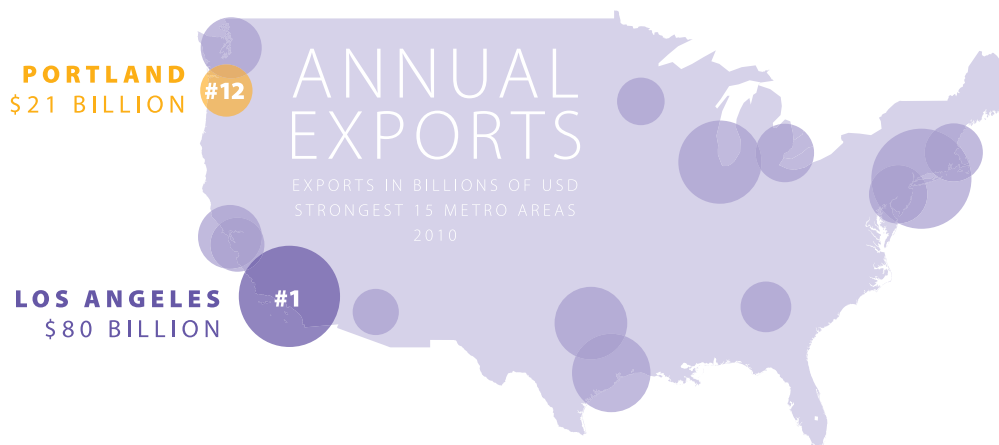 PORTLAND
$21 BILLION
#12
ANNUAL
EXPORTS
EXPORTS IN BILLIONS OF USD
STRONGEST 15 METRO AREAS
2010
LOS ANGELES
$80 BILLION
#1